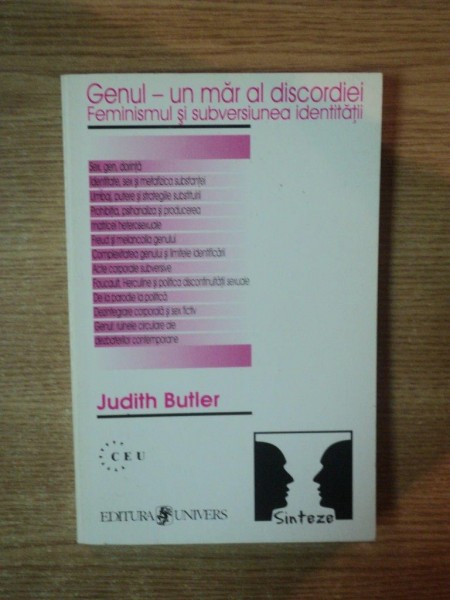 Genul – un măr al discordiei
Feminismul și subversiunea identității
Sex, gen, dorință
Identitate, sex și metafizica substanței
Limbaj, putere și strategiile substituirii
Prohibiția, psihanaliza și producerea
matricei heterosexuale
Freud și melancolia genului
Complexitatea genului și limitele identificării
Acte corporale subversive
Foucault, Herculine și politica discontinuității sexuale
De la parodie la politică
Dezintegrare corporală și sex fictiv
Genul: ruinele circulare ale
dezbaterilor contemporane
Judith Butler
CEU
EDITURA UNIVERS
Sinteze